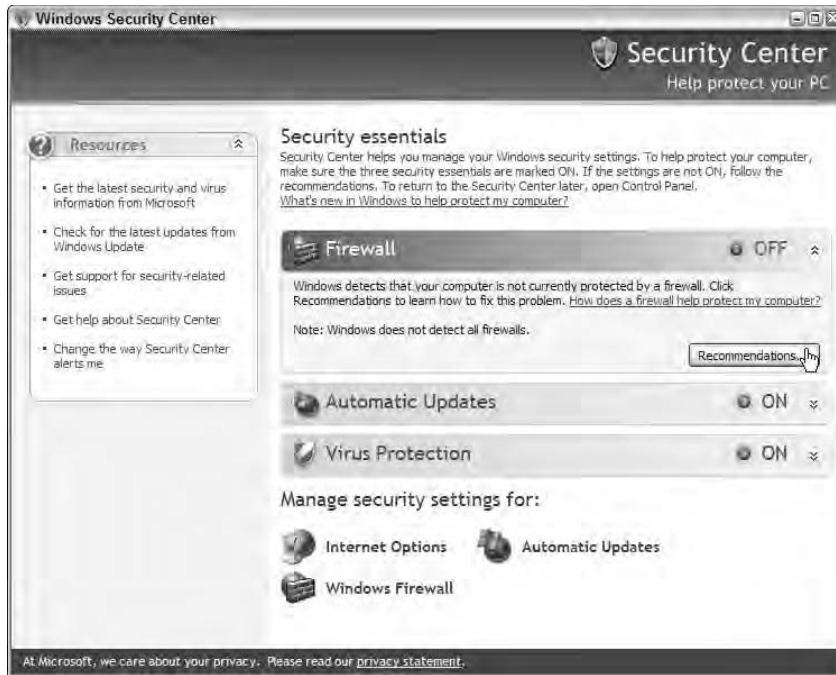 Windows Security Center
Security Center
Help protect your PC
Resources
• Get the latest security and virus
information from Microsoft
• Check for the latest updates from
Windows Update
• Get support for security-related
issues
• Get help about Security Center
• Change the way Security Center
alerts me
Security essentials
Security Center helps you manage your Windows security settings. To help protect your computer,
make sure the three security essentials are marked ON. If the settings are not ON, follow the
recommendations. To return to the Security Center later, open Control Panel.
What's new in Windows to help protect my computer?
Firewall OFF
Windows detects that your computer is not currently protected by a firewall. Click
Recommendations to learn how to fix this problem. How does a firewall help protect my computer?
Note: Windows does not detect all firewalls.
Recommendations...
Automatic Updates ON
Virus Protection ON
Manage security settings for:
Internet Options Automatic Updates
Windows Firewall
At Microsoft, we care about your privacy. Please read our privacy statement.